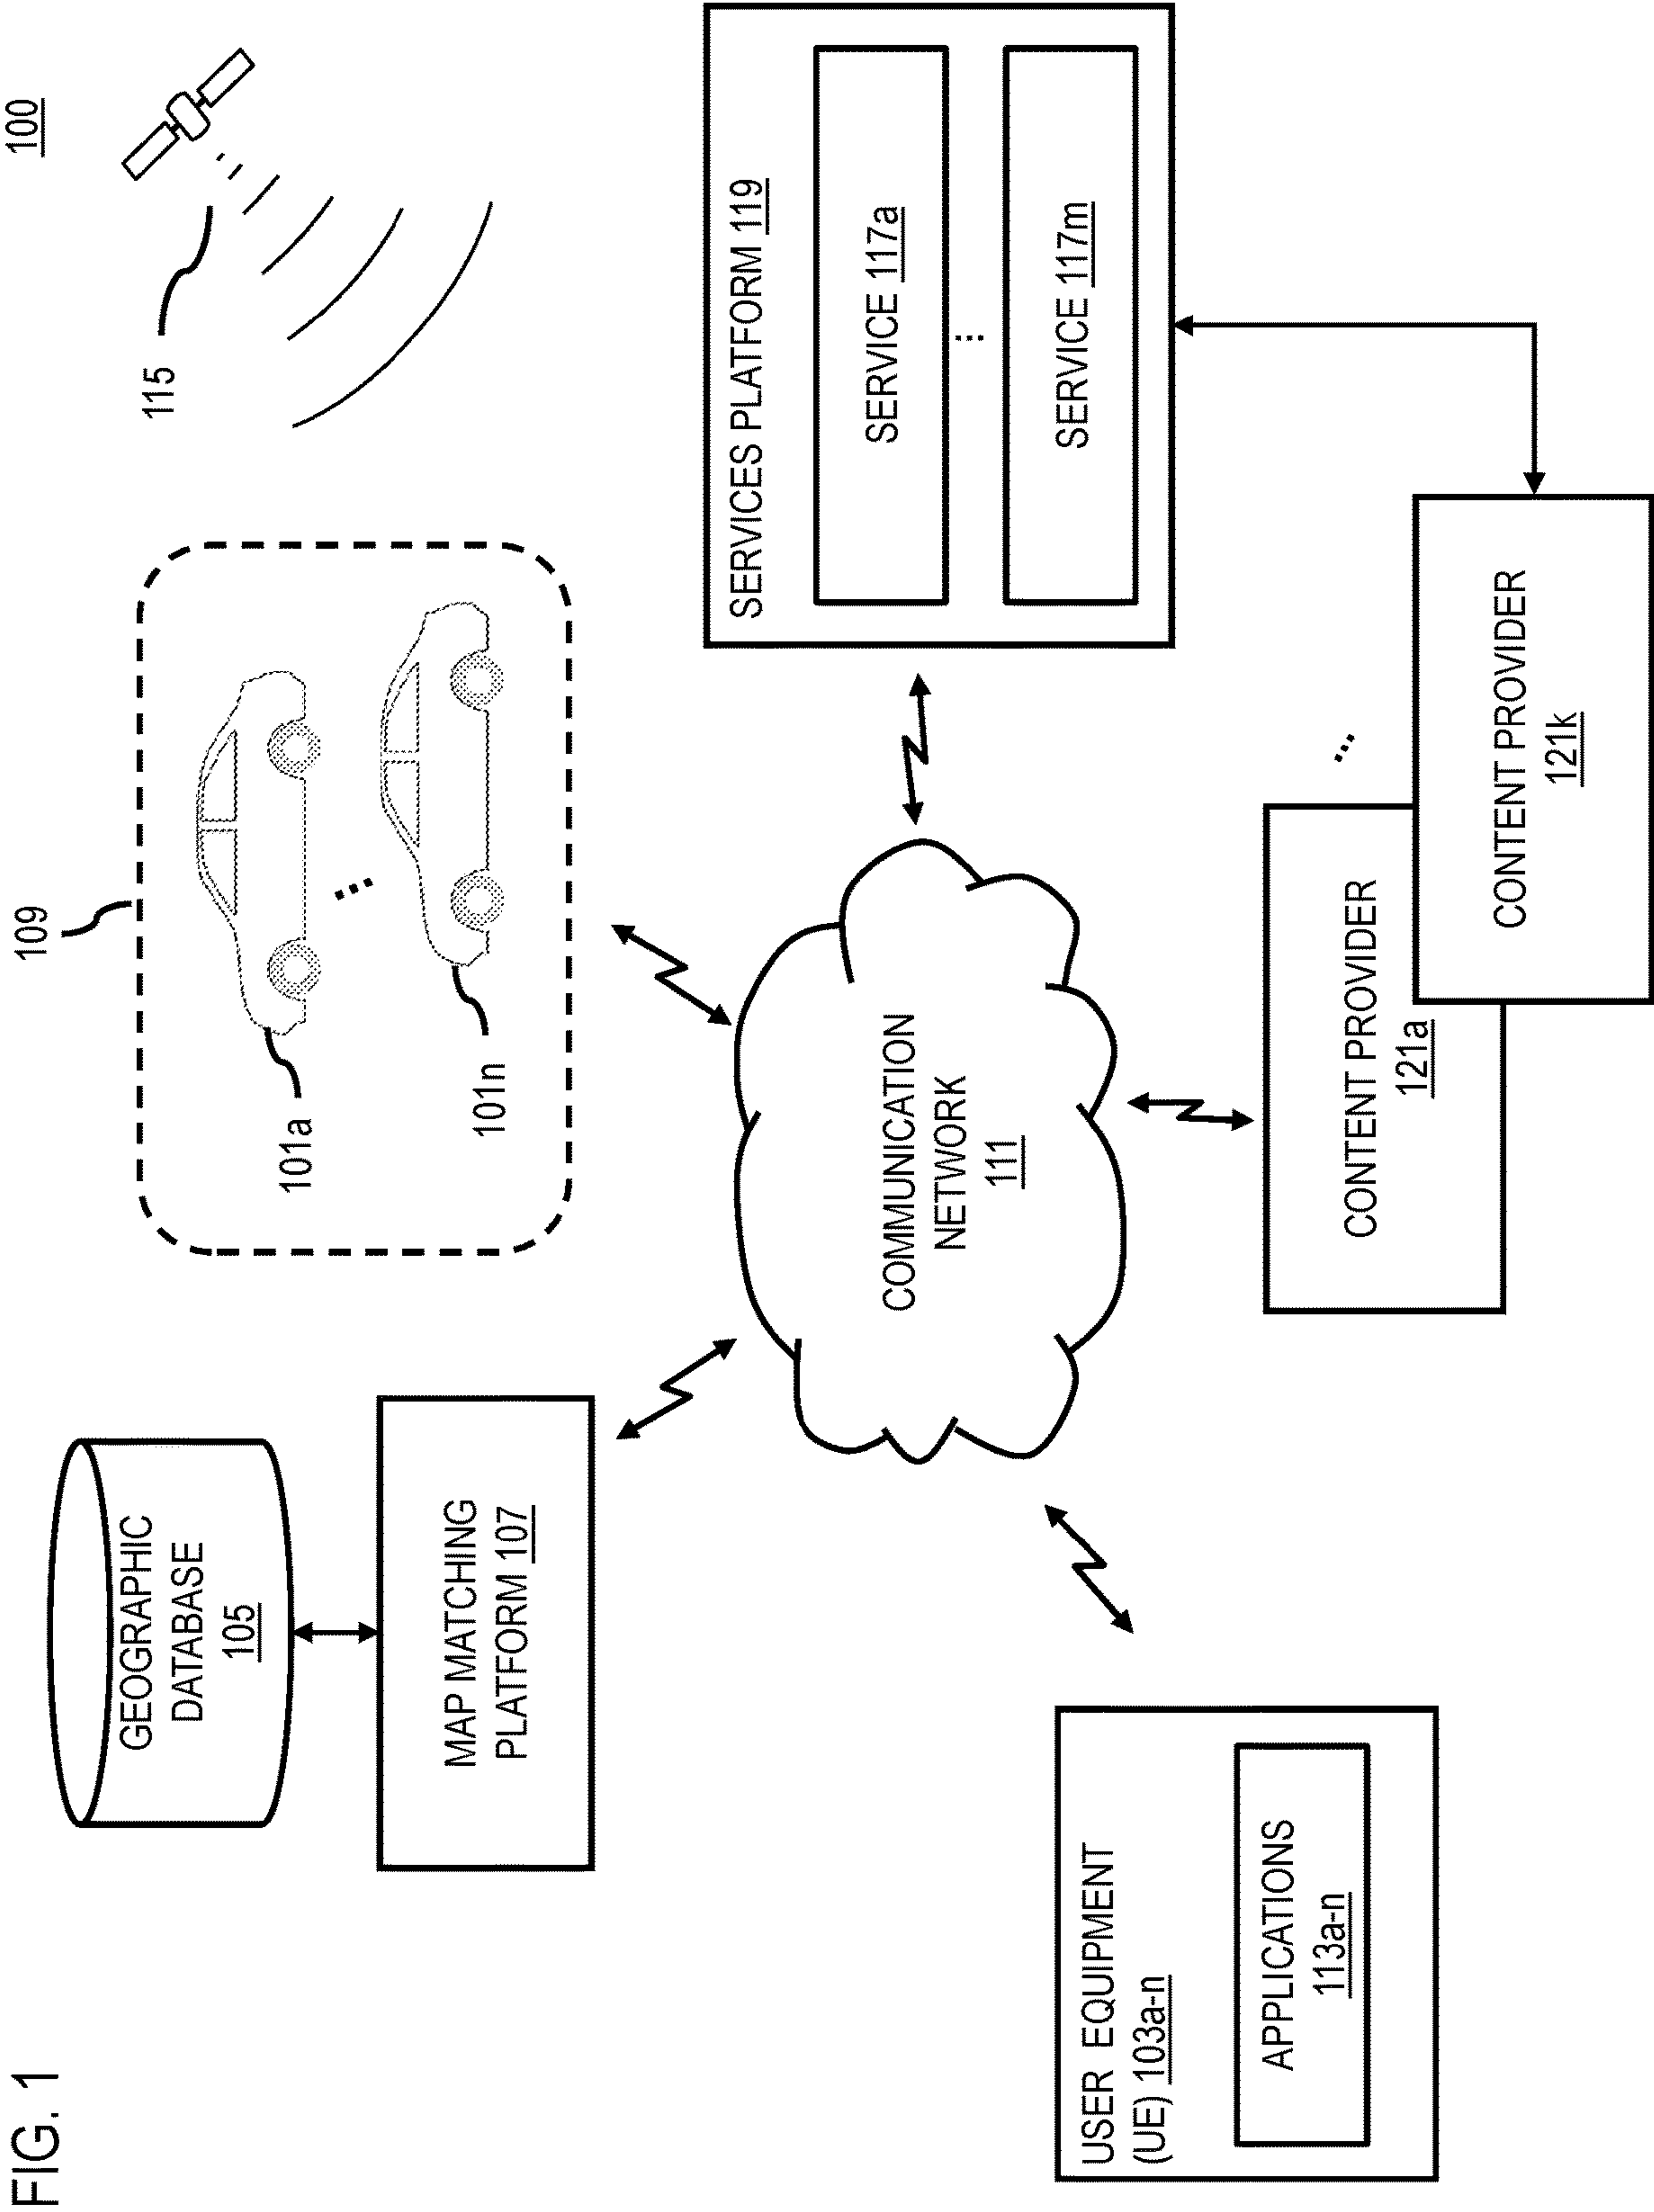 FIG. 1
100
GEOGRAPHIC
DATABASE
105
MAP MATCHING
PLATFORM 107
109
101a
101n
...
115
COMMUNICATION
NETWORK
111
SERVICES PLATFORM 119
SERVICE 117a
...
SERVICE 117m
USER EQUIPMENT
(UE) 103a-n
APPLICATIONS
113a-n
CONTENT PROVIDER
121a
...
CONTENT PROVIDER
121k